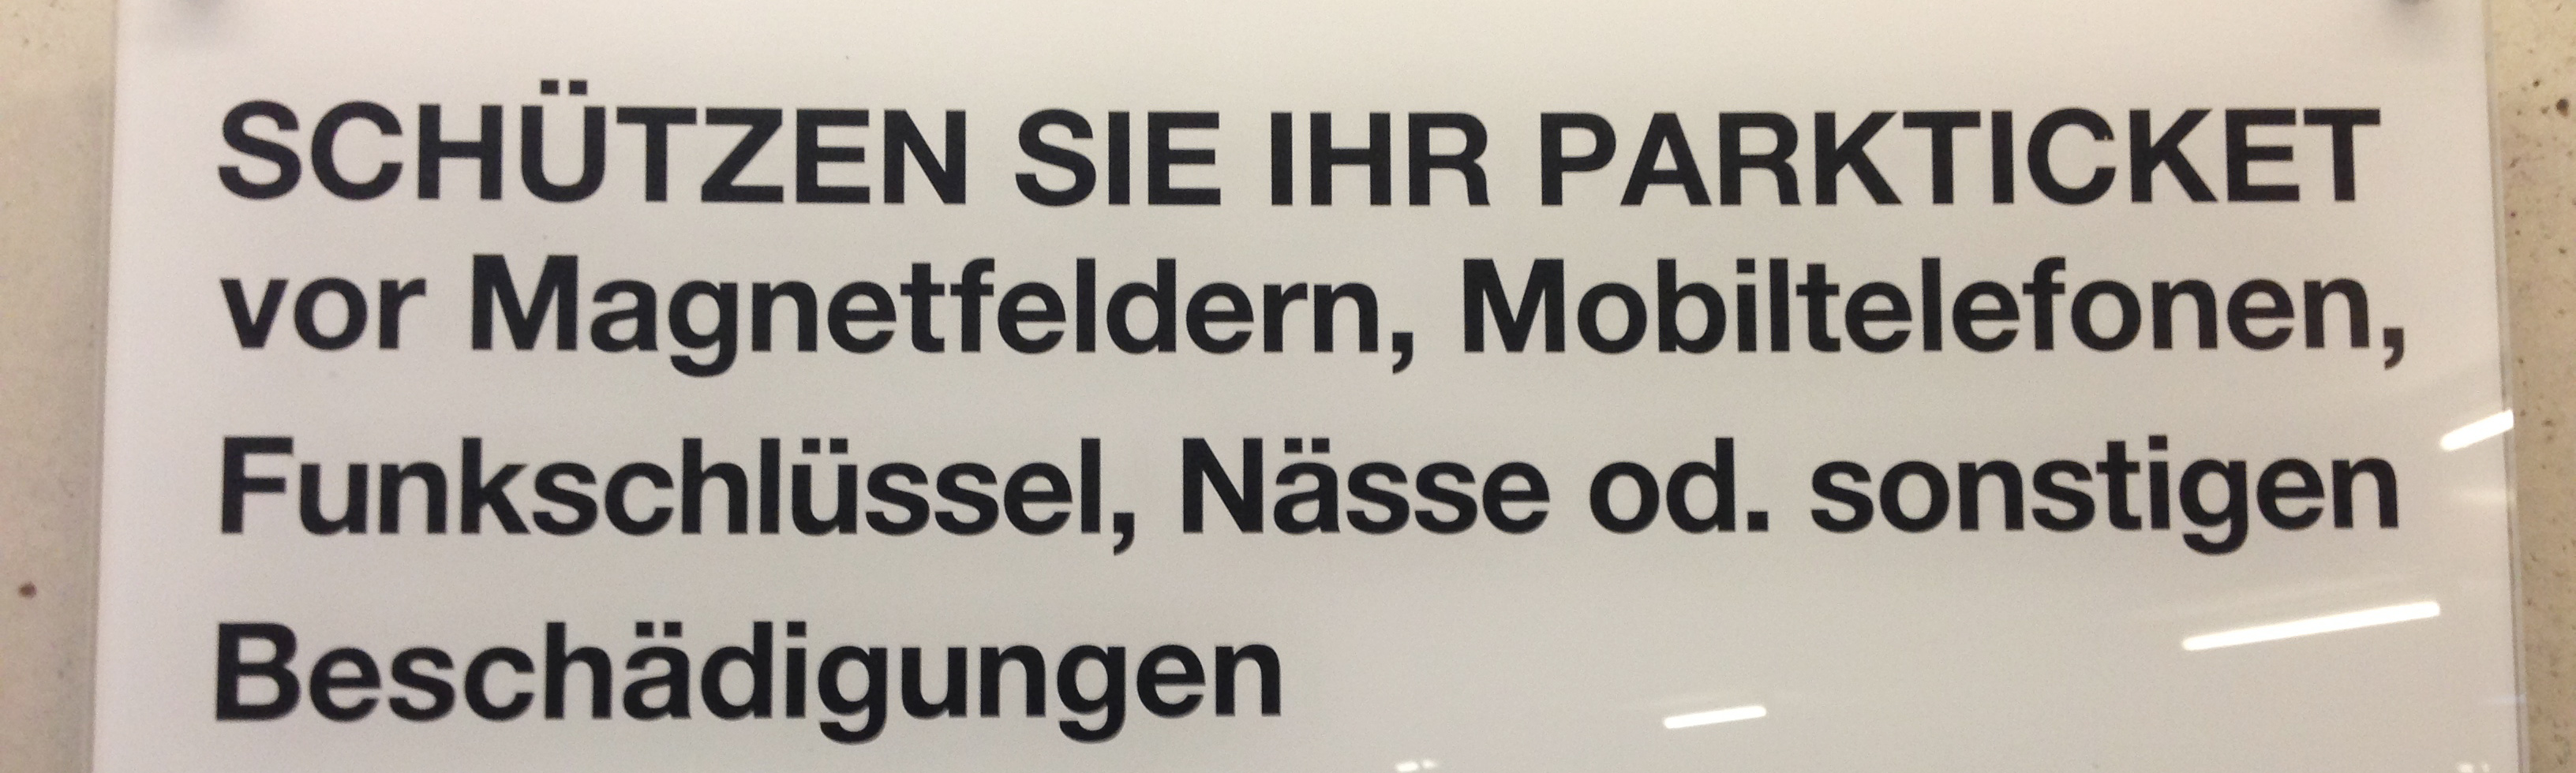 SCHÜTZEN SIE IHR PARKTICKET
vor Magnetfeldern, Mobiltelefonen,
Funkschlüssel, Nässe od. sonstigen
Beschädigungen